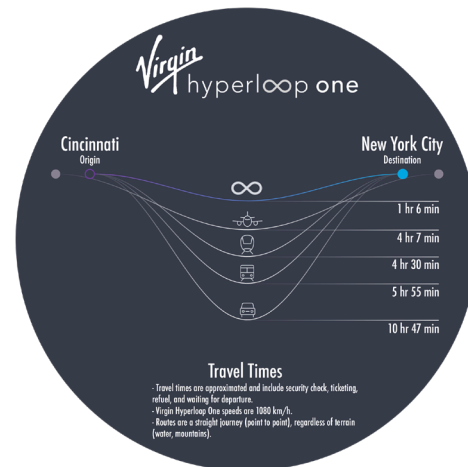 Virgin
hyperloop one
Cincinnati
Origin
New York City
Destination
1 hr 6 min
4 hr 7 min
4 hr 30 min
5 hr 55 min
10 hr 47 min
Travel Times
- Travel times are approximated and include security check, ticketing,
refuel, and waiting for departure.
- Virgin Hyperloop One speeds are 1080 km/h.
- Routes are a straight journey (point to point), regardless of terrain
(water, mountains).